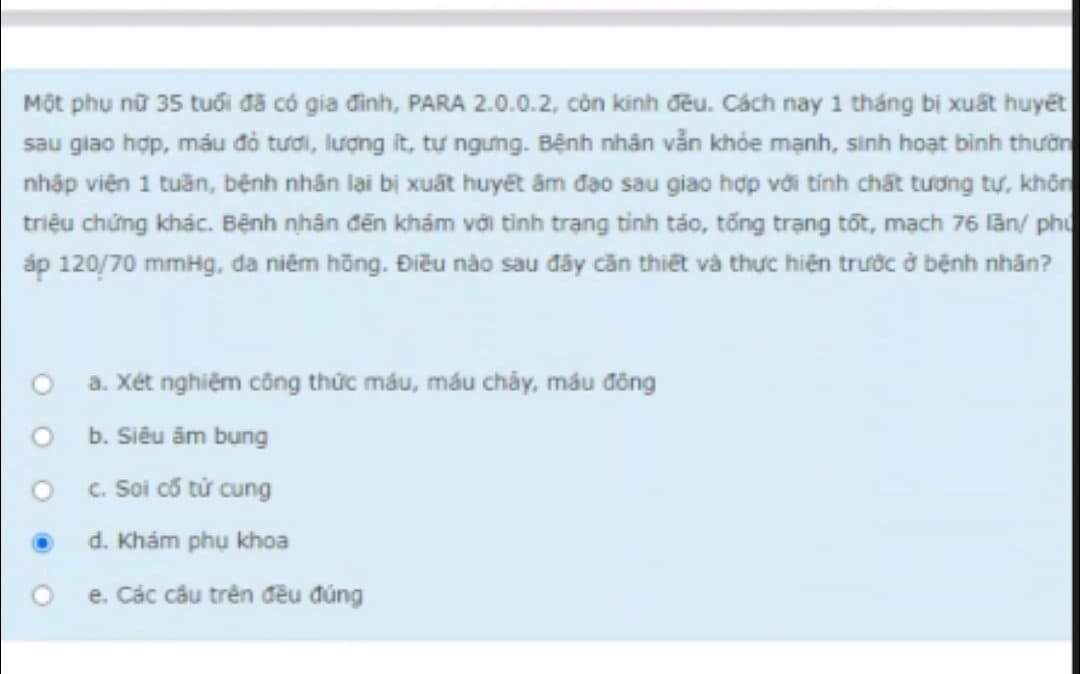 Một phụ nữ 35 tuổi đã có gia đình, PARA 2.0.0.2, còn kinh đều. Cách nay 1 tháng bị xuất huyết
sau giao hợp, máu đỏ tươi, lượng ít, tự ngưng. Bệnh nhân vẫn khỏe mạnh, sinh hoạt bình thườn
nhập viện 1 tuần, bệnh nhân lại bị xuất huyết âm đạo sau giao hợp với tính chất tương tự, khôn
triệu chứng khác. Bệnh nhân đến khám với tình trạng tỉnh táo, tổng trạng tốt, mạch 76 lần/ phú
áp 120/70 mmHg, da niêm hồng. Điều nào sau đây cần thiết và thực hiện trước ở bệnh nhân?
a. Xét nghiệm công thức máu, máu chảy, máu đông
b. Siêu âm bụng
c. Soi cổ tử cung
d. Khám phụ khoa
e. Các câu trên đều đúng